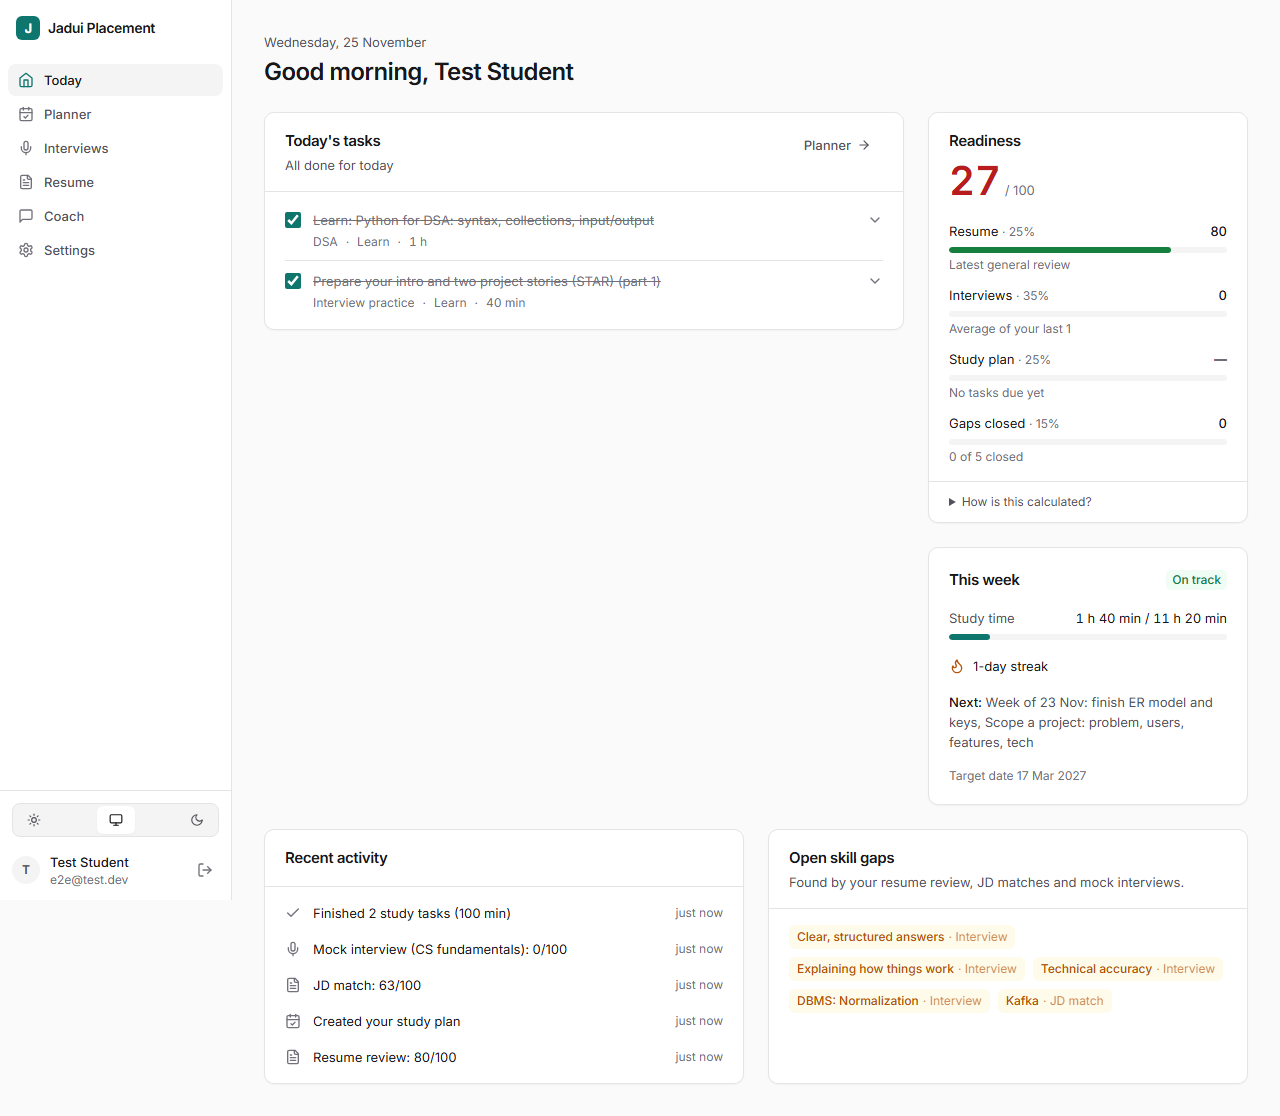 J Jadui Placement
Today
Planner
Interviews
Resume
Coach
Settings
T
Test Student
e2e@test.dev
Wednesday, 25 November
Good morning, Test Student
Today's tasks
All done for today
Planner →
Learn: Python for DSA: syntax, collections, input/output
DSA · Learn · 1 h
Prepare your intro and two project stories (STAR) (part 1)
Interview practice · Learn · 40 min
Readiness
27 / 100
Resume · 25% 80
Latest general review
Interviews · 35% 0
Average of your last 1
Study plan · 25% —
No tasks due yet
Gaps closed · 15% 0
0 of 5 closed
How is this calculated?
This week On track
Study time 1 h 40 min / 11 h 20 min
1-day streak
Next: Week of 23 Nov: finish ER model and
keys, Scope a project: problem, users,
features, tech
Target date 17 Mar 2027
Recent activity
Finished 2 study tasks (100 min) just now
Mock interview (CS fundamentals): 0/100 just now
JD match: 63/100 just now
Created your study plan just now
Resume review: 80/100 just now
Open skill gaps
Found by your resume review, JD matches and mock interviews.
Clear, structured answers · Interview
Explaining how things work · Interview Technical accuracy · Interview
DBMS: Normalization · Interview Kafka · JD match